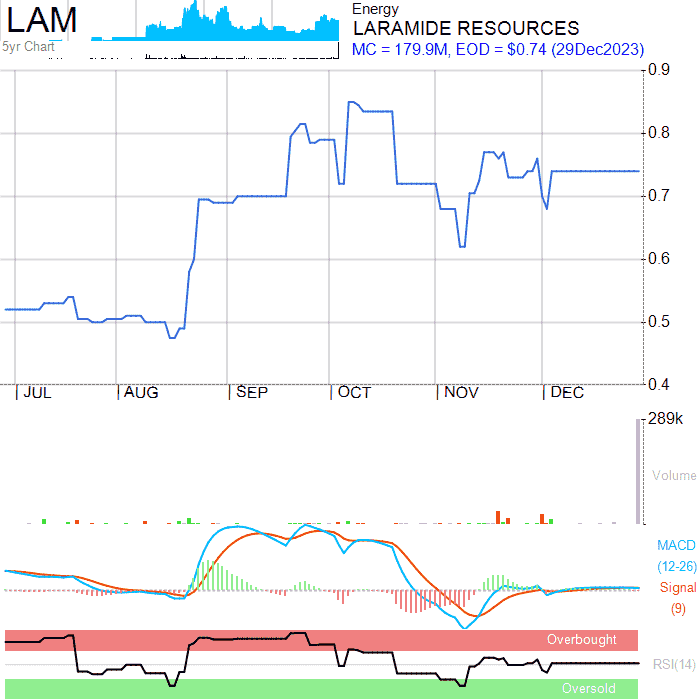 LAM
5yr Chart
Energy
LARAMIDE RESOURCES
MC = 179.9M, EOD = $0.74 (29Dec2023)
0.9
0.8
0.7
0.6
0.5
0.4
JUL AUG SEP OCT NOV DEC
289k
Volume
MACD
(12-26)
Signal
(9)
Overbought
RSI(14)
Oversold